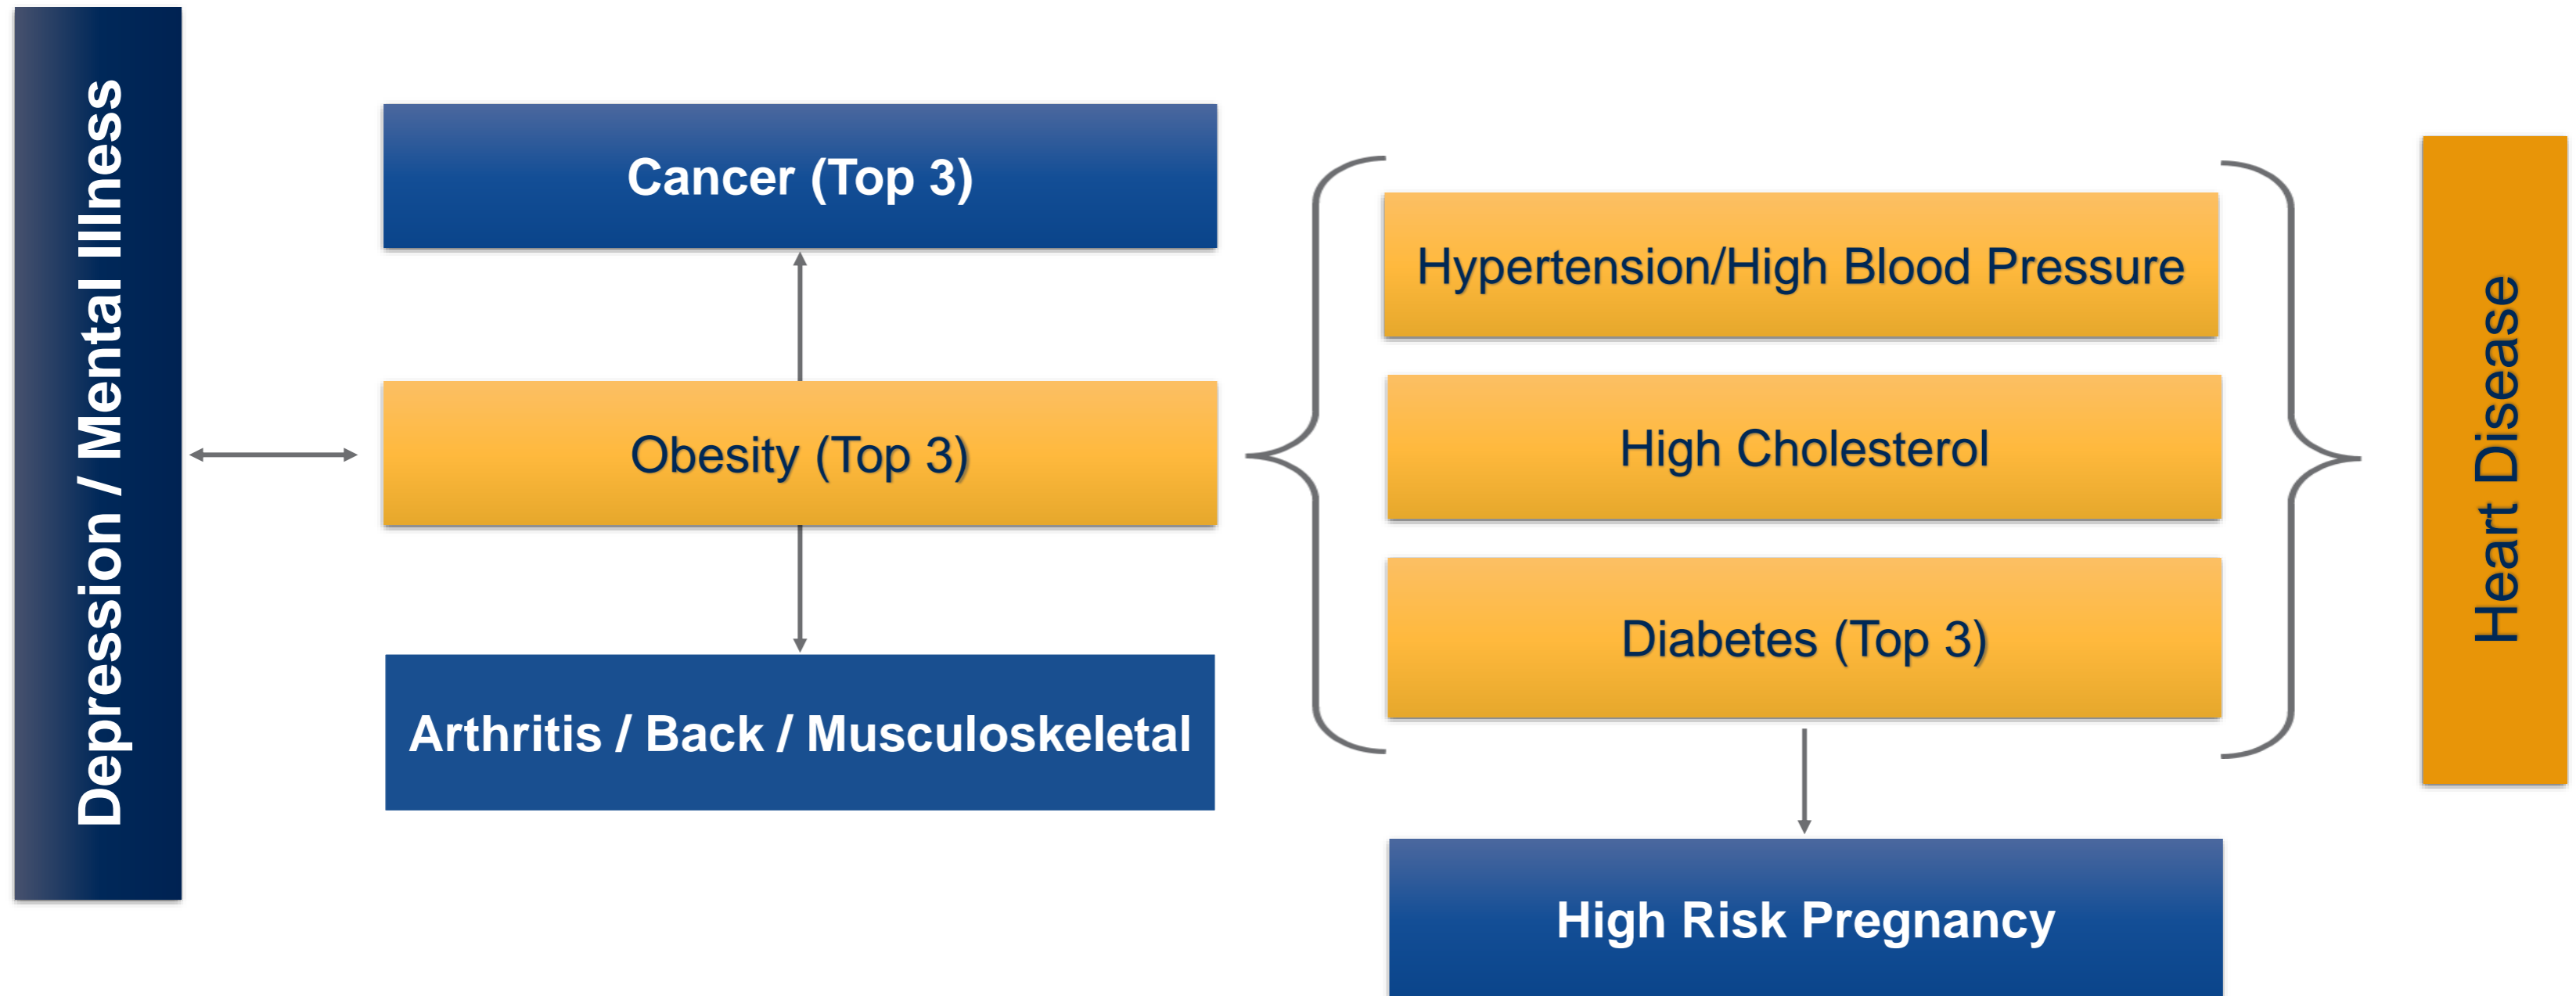 Depression / Mental Illness
Cancer (Top 3)
Obesity (Top 3)
Arthritis / Back / Musculoskeletal
Hypertension/High Blood Pressure
High Cholesterol
Diabetes (Top 3)
High Risk Pregnancy
Heart Disease